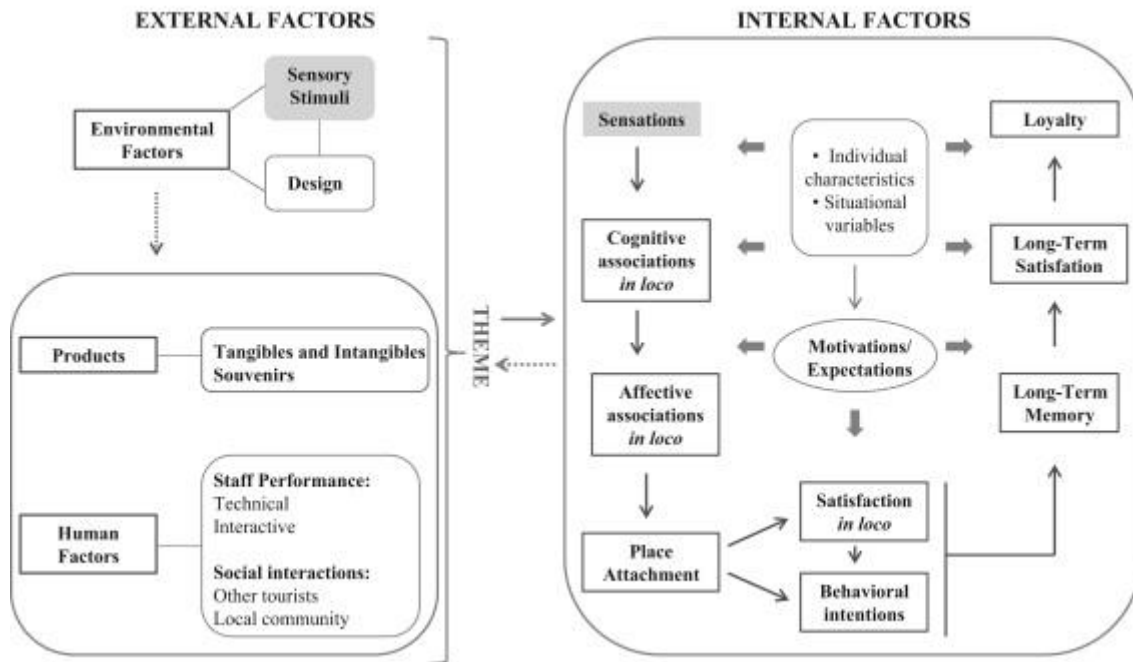 EXTERNAL FACTORS
Sensory
Stimuli
Environmental
Factors
Design
Products
Tangibles and Intangibles
Souvenirs
Human
Factors
Staff Performance:
Technical
Interactive
Social interactions:
Other tourists
Local community
THEME
INTERNAL FACTORS
Sensations
Cognitive
associations
in loco
Affective
associations
in loco
Place
Attachment
• Individual
characteristics
• Situational
variables
Motivations/
Expectations
Satisfaction
in loco
Behavioral
intentions
Loyalty
Long-Term
Satisfation
Long-Term
Memory